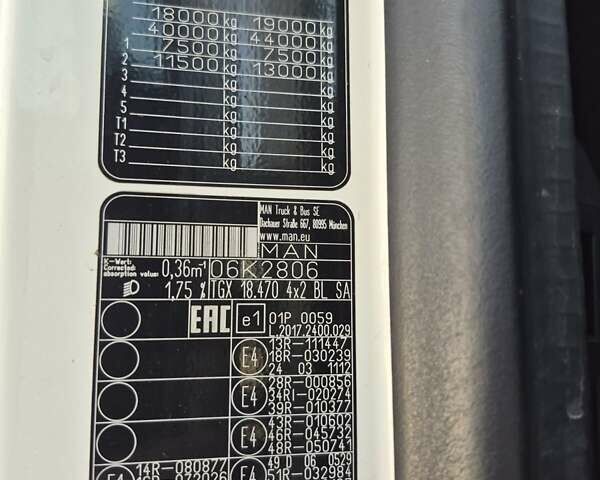 18000 kg 19000 kg
40000 kg 44000 kg
1 7500 kg 7500 kg
2 11500 kg 13000 kg
3 kg kg
4 kg kg
5 kg kg
T1 kg kg
T2 kg kg
T3 kg kg
MAN Truck & Bus SE
Dachauer Straße 667, 80995 München
www.man.eu
MAN
K-Wert:
Corrected
absorption value: 0,36m-1 06K2806
1,75 % TGX 18.470 4x2 BL SA
EAC e1 01P 0059
L.2017.2400.029
E4 13R-111447
18R-030239
24 03 1112
E4 28R-000856
34RI-020274
39R-010377
E4 43R-010602
46R-045732
48R-050741
E4 14R-080877 E4 49 D 06 0529
51R-032984